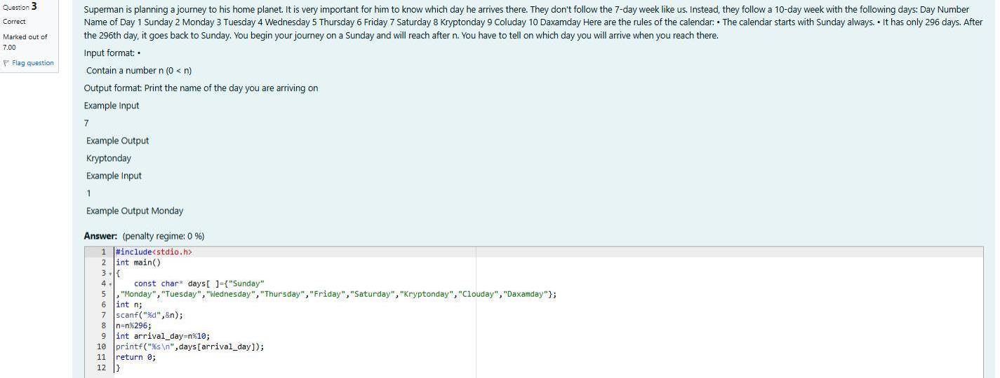 Question 3
Correct
Marked out of
7.00
Flag question
Superman is planning a journey to his home planet. It is very important for him to know which day he arrives there. They don't follow the 7-day week like us. Instead, they follow a 10-day week with the following days: Day Number
Name of Day 1 Sunday 2 Monday 3 Tuesday 4 Wednesday 5 Thursday 6 Friday 7 Saturday 8 Kryptonday 9 Coluday 10 Daxamday Here are the rules of the calendar: • The calendar starts with Sunday always. • It has only 296 days. After
the 296th day, it goes back to Sunday. You begin your journey on a Sunday and will reach after n. You have to tell on which day you will arrive when you reach there.
Input format: •
Contain a number n (0 < n)
Output format: Print the name of the day you are arriving on
Example Input
7
Example Output
Kryptonday
Example Input
1
Example Output Monday
Answer: (penalty regime: 0 %)
1 #include<stdio.h>
2 int main()
3 {
4 const char* days[ ]={"Sunday"
5 ,"Monday","Tuesday","Wednesday","Thursday","Friday","Saturday","Kryptonday","Clouday","Daxamday"};
6 int n;
7 scanf("%d",&n);
8 n=n%296;
9 int arrival_day=n%10;
10 printf("%s\n",days[arrival_day]);
11 return 0;
12 }